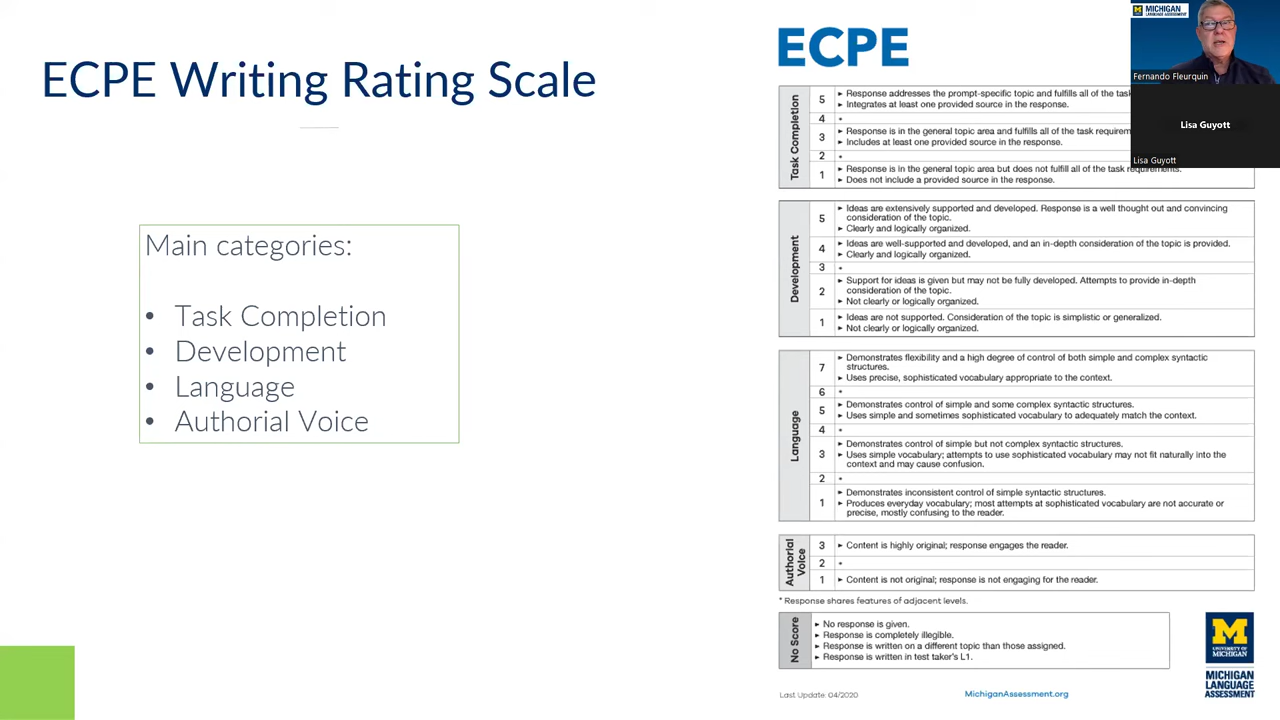 ECPE Writing Rating Scale
Main categories:
• Task Completion
• Development
• Language
• Authorial Voice
ECPE
Task Completion
5
▸ Response addresses the prompt-specific topic and fulfills all of the task
▸ Integrates at least one provided source in the response.
4
*
3
▸ Response is in the general topic area and fulfills all of the task
▸ Includes at least one provided source in the response.
2
*
1
▸ Response is in the general topic area but does not fulfill all of the task requirements.
▸ Does not include a provided source in the response.
Development
5
▸ Ideas are extensively supported and developed. Response is a well thought out and convincing
consideration of the topic.
▸ Clearly and logically organized.
4
▸ Ideas are well-supported and developed, and an in-depth consideration of the topic is provided.
▸ Clearly and logically organized.
3
*
2
▸ Support for ideas is given but may not be fully developed. Attempts to provide in-depth
consideration of the topic.
▸ Not clearly or logically organized.
1
▸ Ideas are not supported. Consideration of the topic is simplistic or generalized.
▸ Not clearly or logically organized.
Language
7
▸ Demonstrates flexibility and a high degree of control of both simple and complex syntactic
structures.
▸ Uses precise, sophisticated vocabulary appropriate to the context.
6
*
5
▸ Demonstrates control of simple and some complex syntactic structures.
▸ Uses simple and sometimes sophisticated vocabulary to adequately match the context.
4
*
3
▸ Demonstrates control of simple but not complex syntactic structures.
▸ Uses simple vocabulary; attempts to use sophisticated vocabulary may not fit naturally into the
context and may cause confusion.
2
*
1
▸ Demonstrates inconsistent control of simple syntactic structures.
▸ Produces everyday vocabulary; most attempts at sophisticated vocabulary are not accurate or
precise, mostly confusing to the reader.
Authorial
Voice
3
▸ Content is highly original; response engages the reader.
2
*
1
▸ Content is not original; response is not engaging for the reader.
* Response shares features of adjacent levels.
No Score
▸ No response is given.
▸ Response is completely illegible.
▸ Response is written on a different topic than those assigned.
▸ Response is written in test taker's L1.
Last Update: 04/2020
MichiganAssessment.org
M
UNIVERSITY OF
MICHIGAN
MICHIGAN
LANGUAGE
ASSESSMENT
M MICHIGAN
LANGUAGE ASSESSMENT
Fernando Fleurquin
Lisa Guyott
Lisa Guyott